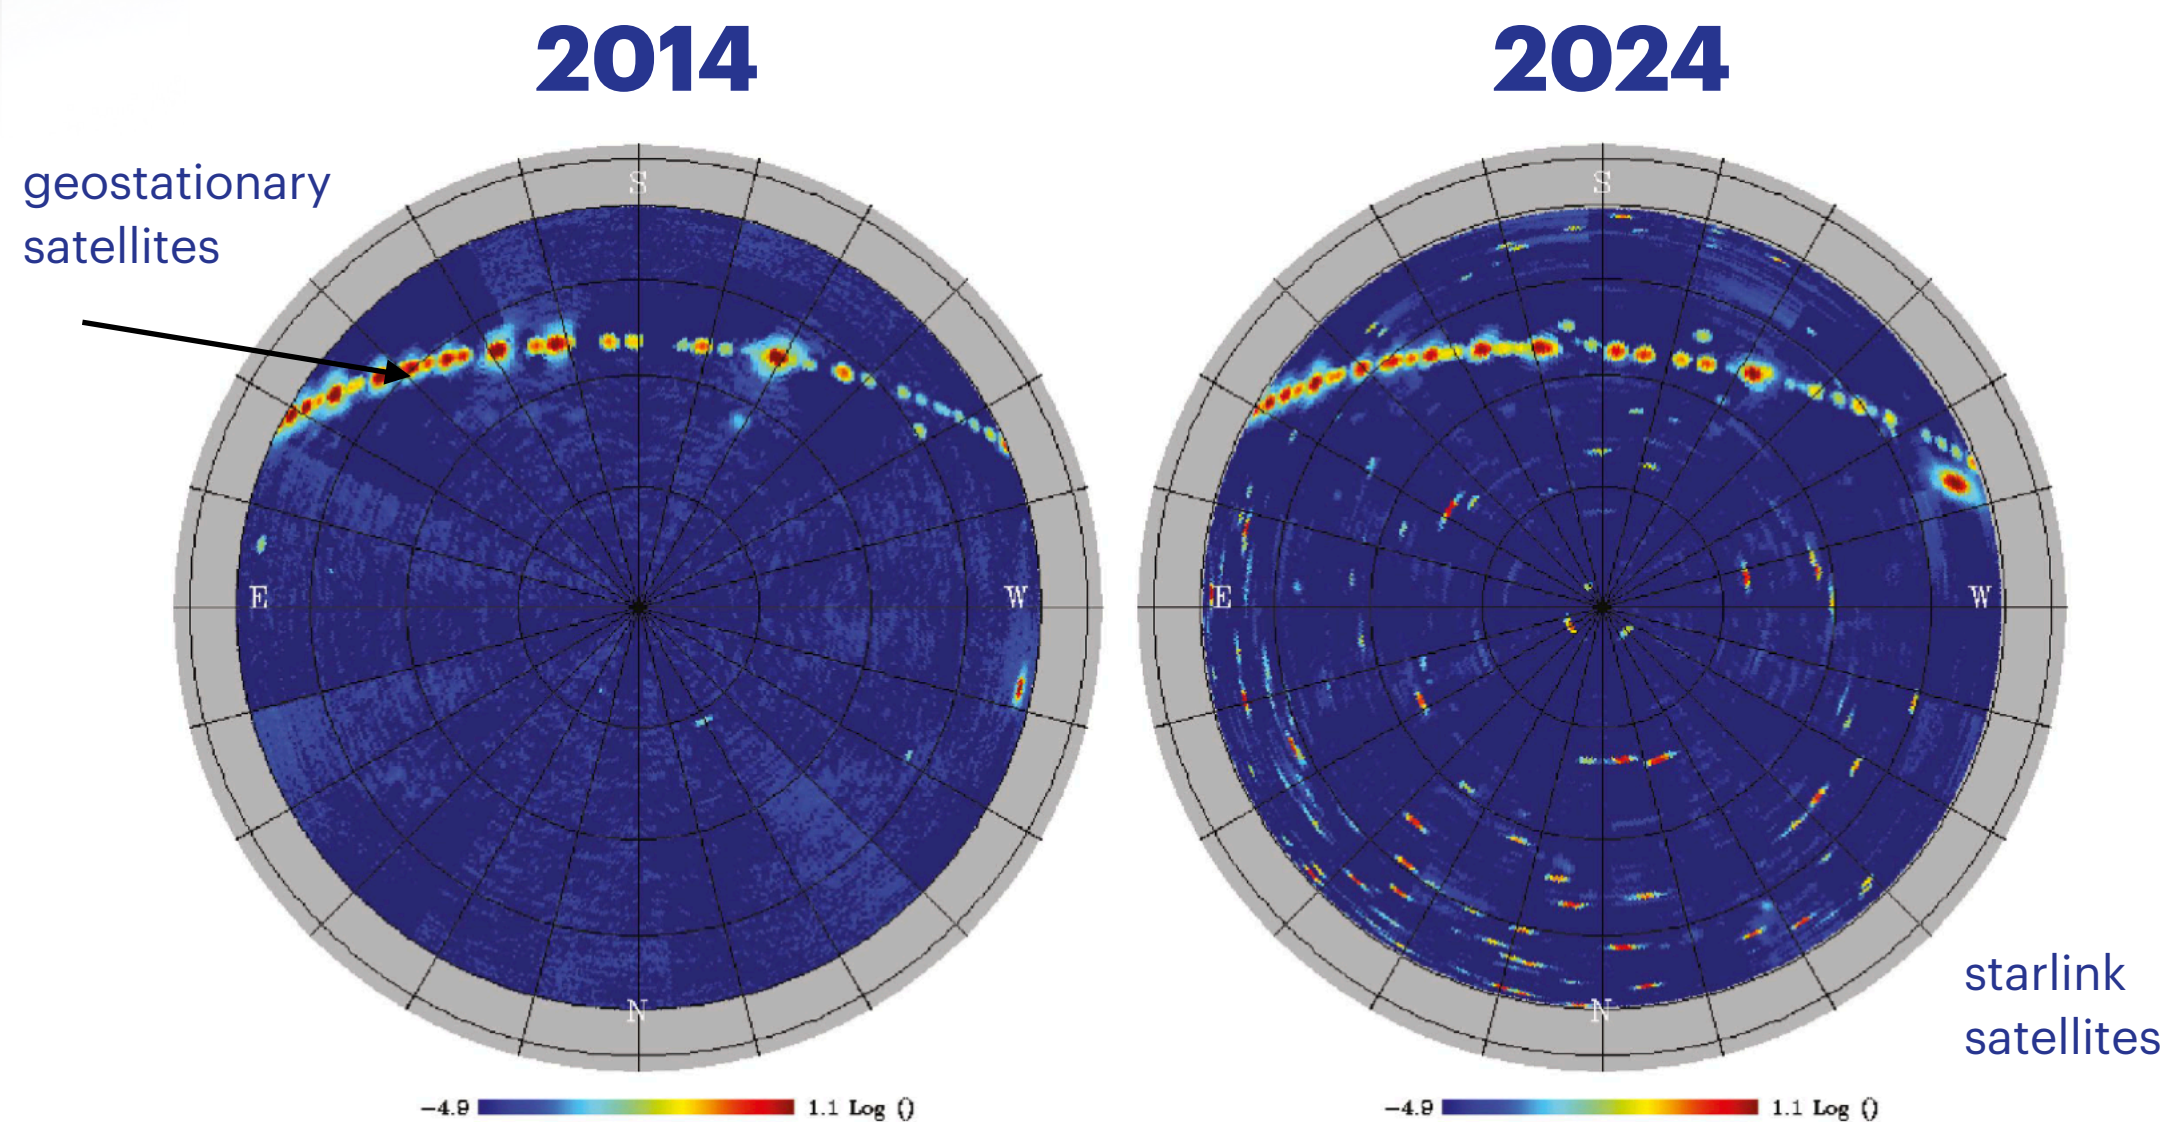 2014
2024
geostationary
satellites
S
S
E
W
E
W
N
N
starlink
satellites
−4.9
1.1 Log ()
−4.9
1.1 Log ()